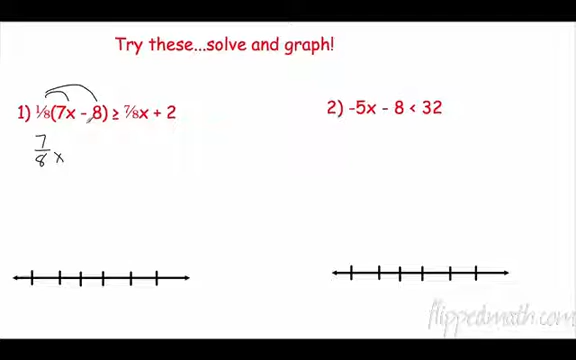 Try these...solve and graph!
1) ⅛(7x - 8) ≥ ⅞x + 2
7/8 x
2) -5x - 8 < 32
flippedmath.com